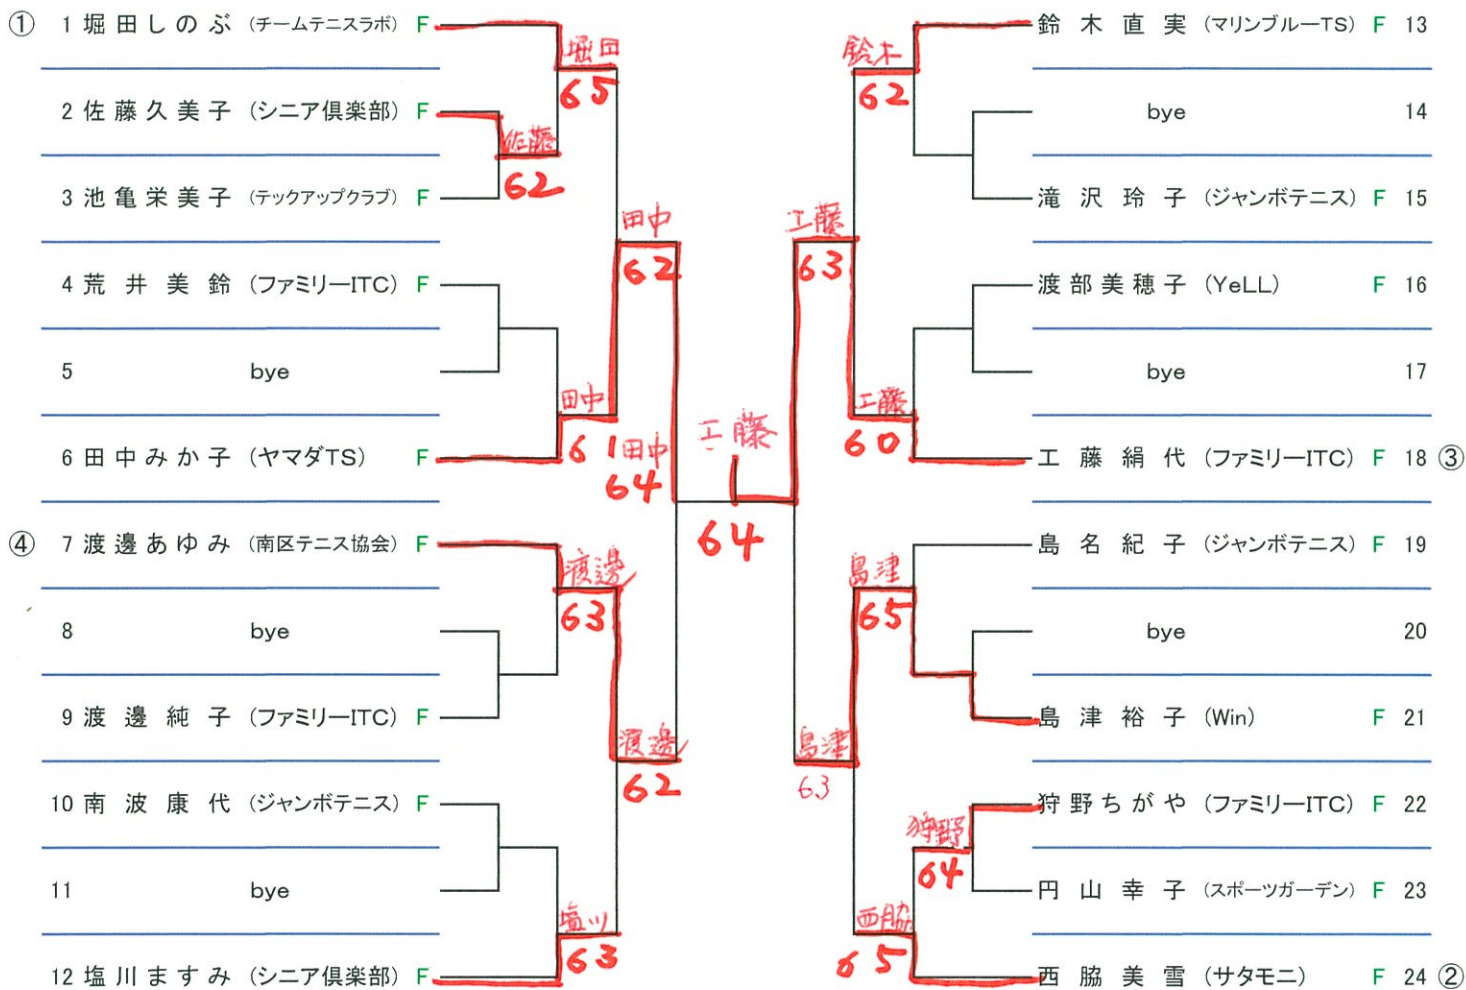 ① 1 堀田しのぶ (チームテニスラボ) F
堀田
65
2 佐藤久美子 (シニア倶楽部) F
佐藤
62
3 池亀栄美子 (テックアップクラブ) F
田中
62
4 荒井美鈴 (ファミリーITC) F
5 bye
田中
61
6 田中みか子 (ヤマダTS) F
田中
64
④ 7 渡邊あゆみ (南区テニス協会) F
渡邊
63
8 bye
9 渡邊純子 (ファミリーITC) F
渡邊
62
10 南波康代 (ジャンボテニス) F
11 bye
塩川
63
12 塩川ますみ (シニア倶楽部) F
工藤
64
鈴木直実 (マリンブルーTS) F 13
鈴木
62
bye 14
滝沢玲子 (ジャンボテニス) F 15
工藤
63
渡部美穂子 (YeLL) F 16
bye 17
工藤
60
工藤絹代 (ファミリーITC) F 18 ③
島名紀子 (ジャンボテニス) F 19
島津
65
bye 20
島津裕子 (Win) F 21
島津
63
狩野ちがや (ファミリーITC) F 22
狩野
64
円山幸子 (スポーツガーデン) F 23
西脇
65
西脇美雪 (サタモニ) F 24 ②